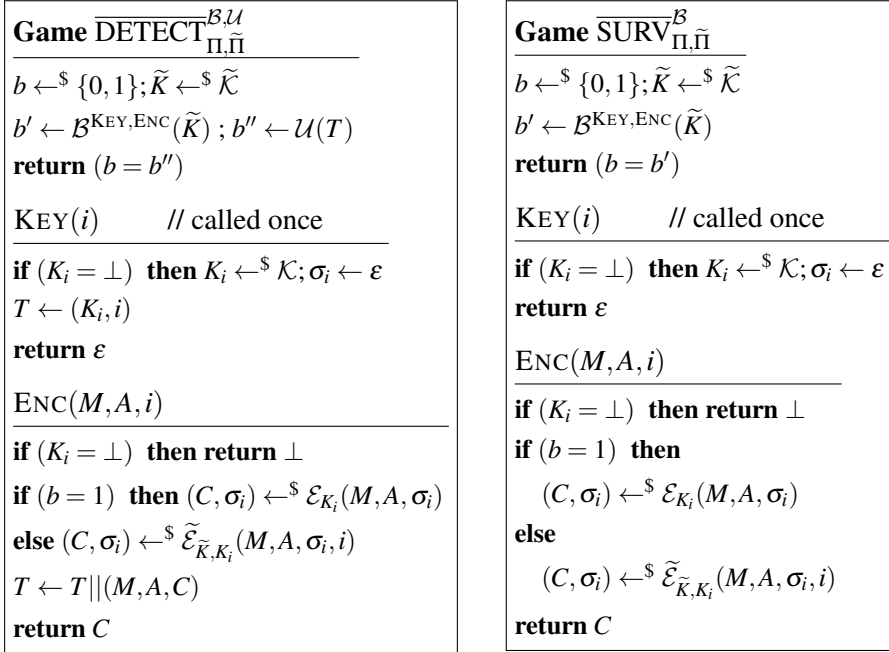 Game $\overline{\text{DETECT}}^{\mathcal{B},\mathcal{U}}_{\Pi,\widetilde{\Pi}}$
$b \leftarrow^{\$} \{0,1\}; \widetilde{K} \leftarrow^{\$} \widetilde{\mathcal{K}}$
$b' \leftarrow \mathcal{B}^{\text{KEY},\text{ENC}}(\widetilde{K}) ; b'' \leftarrow \mathcal{U}(T)$
return $(b = b'')$
KEY$(i)$ // called once
if $(K_i = \bot)$ then $K_i \leftarrow^{\$} \mathcal{K}; \sigma_i \leftarrow \varepsilon$
$T \leftarrow (K_i, i)$
return $\varepsilon$
ENC$(M,A,i)$
if $(K_i = \bot)$ then return $\bot$
if $(b = 1)$ then $(C,\sigma_i) \leftarrow^{\$} \mathcal{E}_{K_i}(M,A,\sigma_i)$
else $(C,\sigma_i) \leftarrow^{\$} \widetilde{\mathcal{E}}_{\widetilde{K},K_i}(M,A,\sigma_i,i)$
$T \leftarrow T||(M,A,C)$
return $C$
Game $\overline{\text{SURV}}^{\mathcal{B}}_{\Pi,\widetilde{\Pi}}$
$b \leftarrow^{\$} \{0,1\}; \widetilde{K} \leftarrow^{\$} \widetilde{\mathcal{K}}$
$b' \leftarrow \mathcal{B}^{\text{KEY},\text{ENC}}(\widetilde{K})$
return $(b = b')$
KEY$(i)$ // called once
if $(K_i = \bot)$ then $K_i \leftarrow^{\$} \mathcal{K}; \sigma_i \leftarrow \varepsilon$
return $\varepsilon$
ENC$(M,A,i)$
if $(K_i = \bot)$ then return $\bot$
if $(b = 1)$ then
$(C,\sigma_i) \leftarrow^{\$} \mathcal{E}_{K_i}(M,A,\sigma_i)$
else
$(C,\sigma_i) \leftarrow^{\$} \widetilde{\mathcal{E}}_{\widetilde{K},K_i}(M,A,\sigma_i,i)$
return $C$